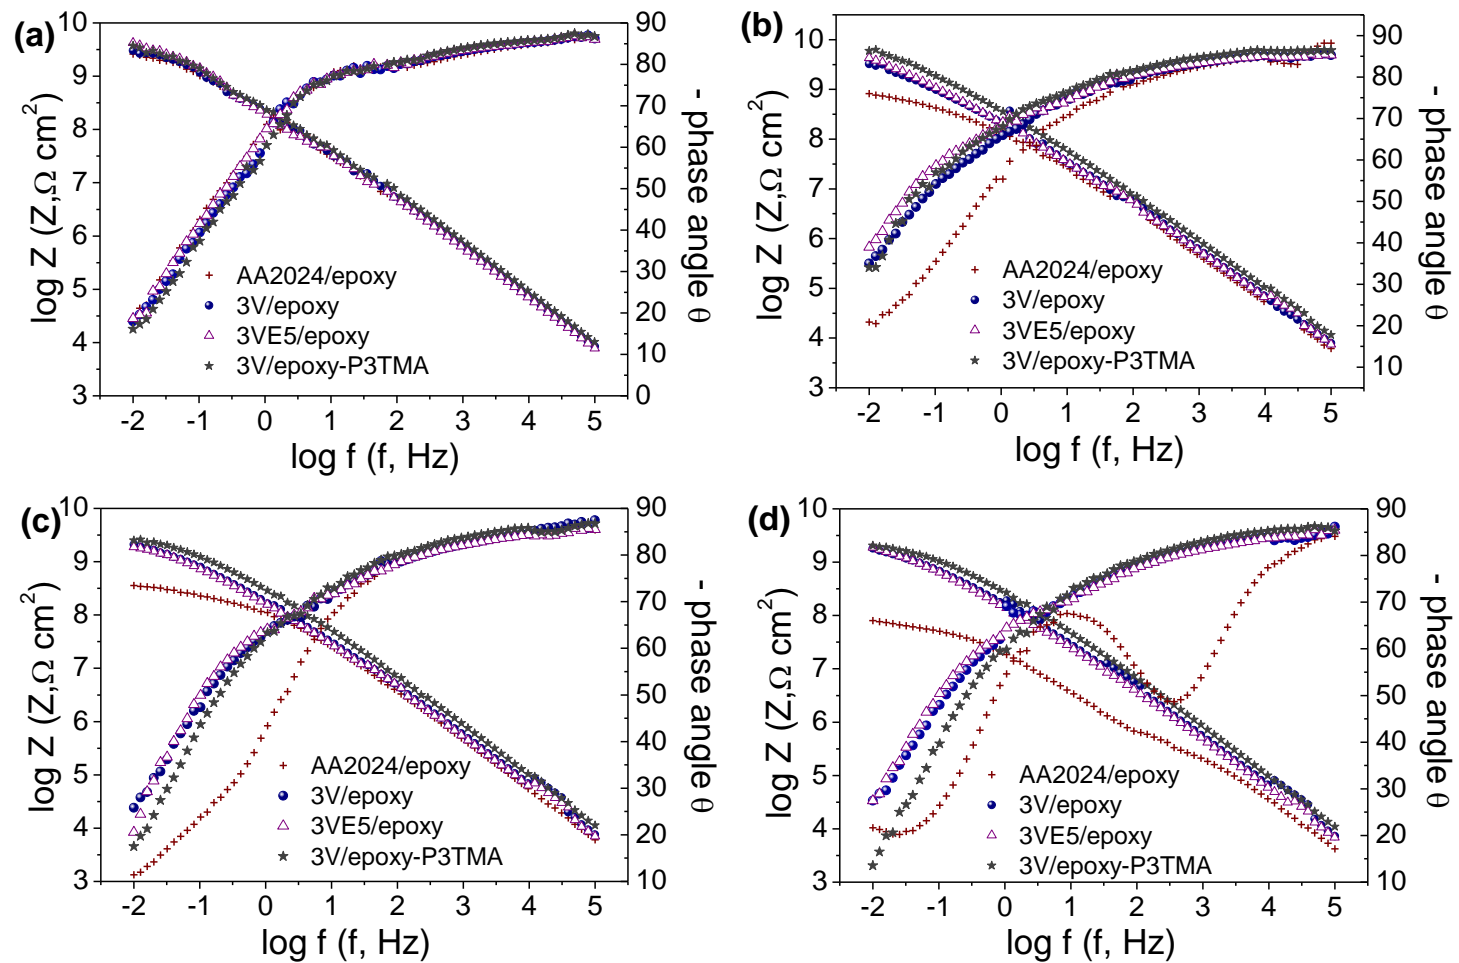 (a)
10
9
8
7
6
5
4
3
log Z (Z,Ω cm²)
90
80
70
60
50
40
30
20
10
0
- phase angle θ
AA2024/epoxy
3V/epoxy
3VE5/epoxy
3V/epoxy-P3TMA
-2 -1 0 1 2 3 4 5
log f (f, Hz)
(b)
10
9
8
7
6
5
4
3
log Z (Z,Ω cm²)
90
80
70
60
50
40
30
20
10
- phase angle θ
AA2024/epoxy
3V/epoxy
3VE5/epoxy
3V/epoxy-P3TMA
-2 -1 0 1 2 3 4 5
log f (f, Hz)
(c)
10
9
8
7
6
5
4
3
log Z (Z,Ω cm²)
90
80
70
60
50
40
30
20
10
- phase angle θ
AA2024/epoxy
3V/epoxy
3VE5/epoxy
3V/epoxy-P3TMA
-2 -1 0 1 2 3 4 5
log f (f, Hz)
(d)
10
9
8
7
6
5
4
3
log Z (Z,Ω cm²)
90
80
70
60
50
40
30
20
10
- phase angle θ
AA2024/epoxy
3V/epoxy
3VE5/epoxy
3V/epoxy-P3TMA
-2 -1 0 1 2 3 4 5
log f (f, Hz)